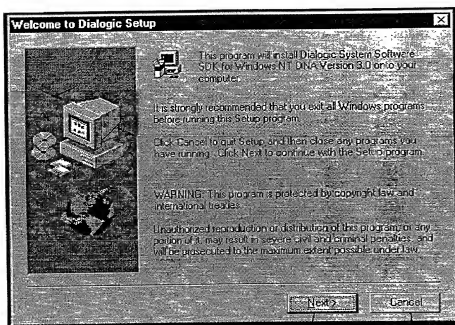 Welcome to Dialogic Setup
This program will install Dialogic System Software
SDK for Windows NT DNA Version 3.0 onto your
computer.
It is strongly recommended that you exit all Windows programs
before running this Setup program.
Click Cancel to quit Setup and then close any programs you
have running. Click Next to continue with the Setup program.
WARNING: This program is protected by copyright law and
international treaties.
Unauthorized reproduction or distribution of this program, or any
portion of it, may result in severe civil and criminal penalties, and
will be prosecuted to the maximum extent possible under law.
Next >
Cancel